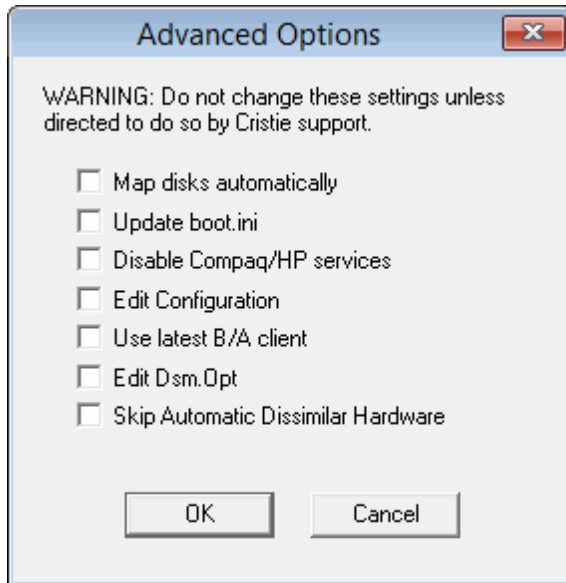 Advanced Options
WARNING: Do not change these settings unless
directed to do so by Cristie support.
Map disks automatically
Update boot.ini
Disable Compaq/HP services
Edit Configuration
Use latest B/A client
Edit Dsm.Opt
Skip Automatic Dissimilar Hardware
OK
Cancel